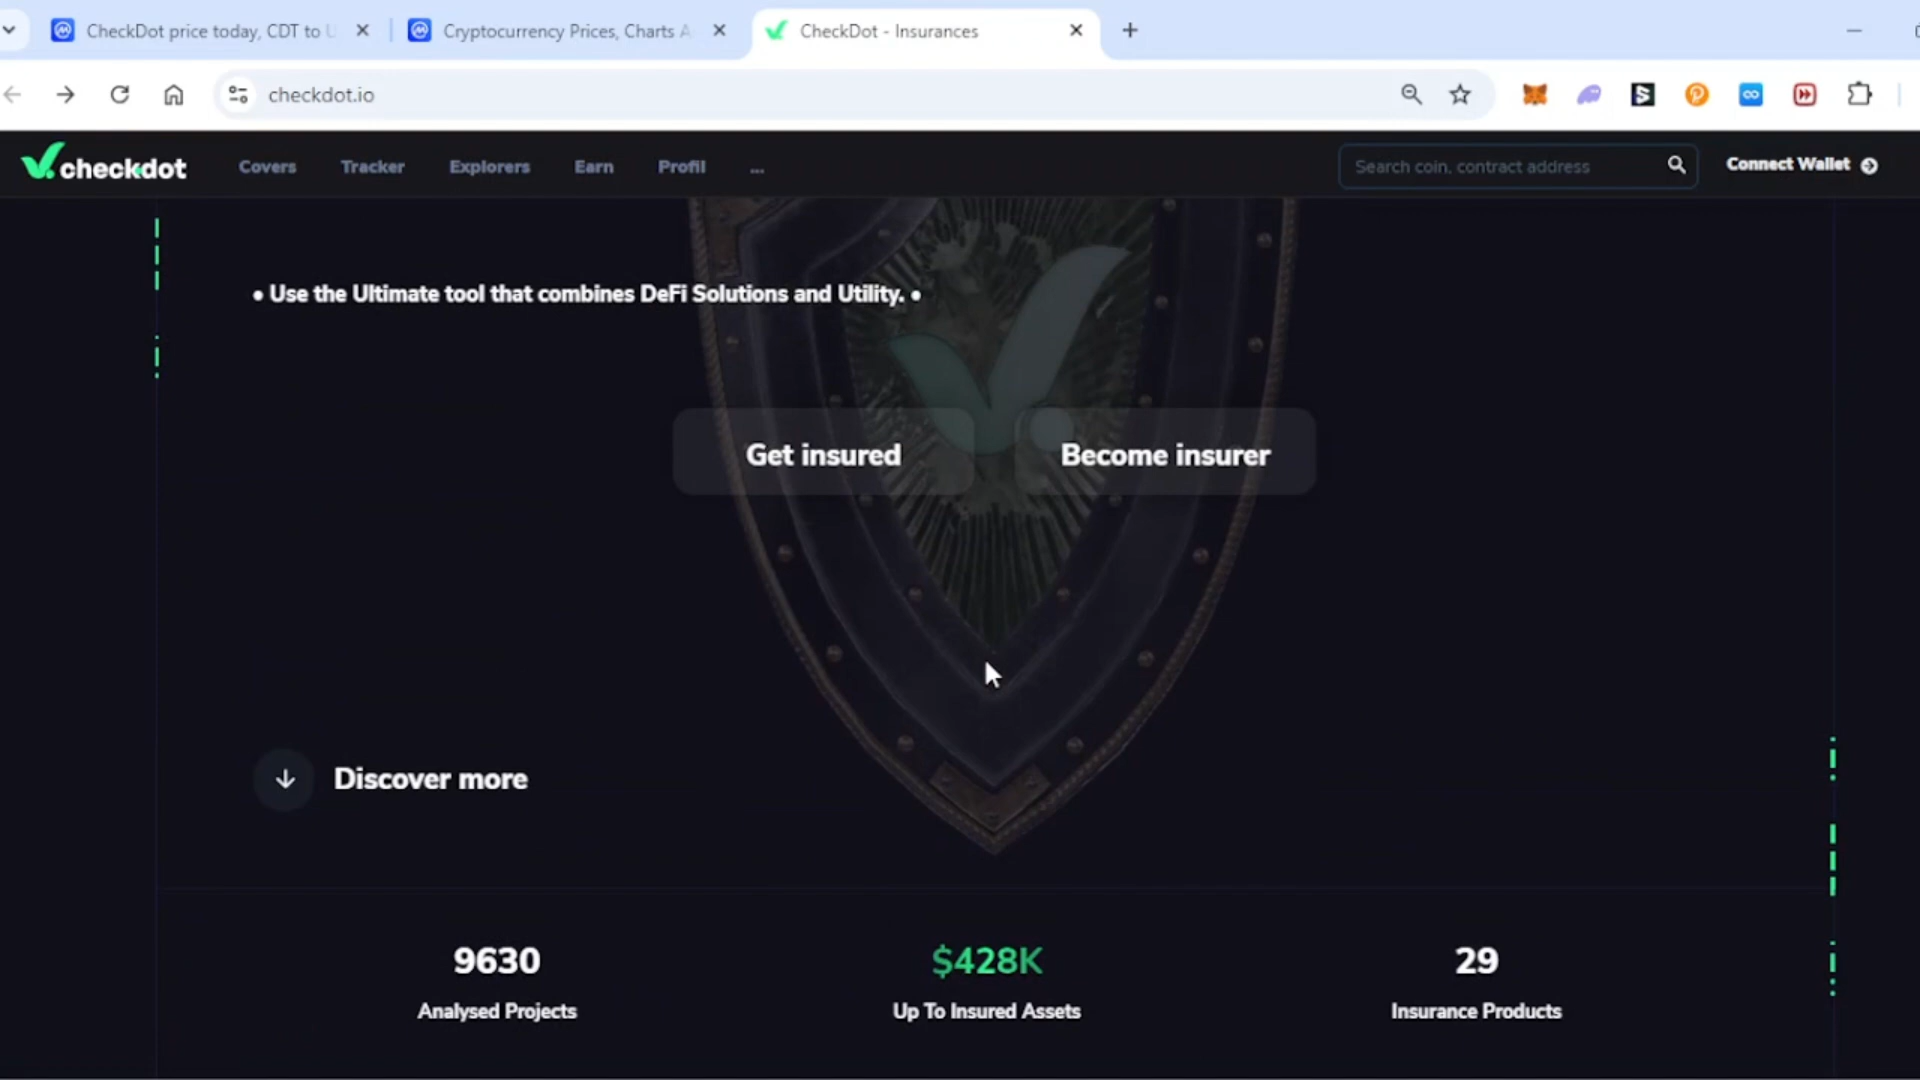 CheckDot price today, CDT to U
Cryptocurrency Prices, Charts A
CheckDot - Insurances
checkdot.io
checkdot
Covers
Tracker
Explorers
Earn
Profil
...
Search coin, contract address
Connect Wallet
• Use the Ultimate tool that combines DeFi Solutions and Utility. •
Get insured
Become insurer
Discover more
9630
$428K
29
Analysed Projects
Up To Insured Assets
Insurance Products